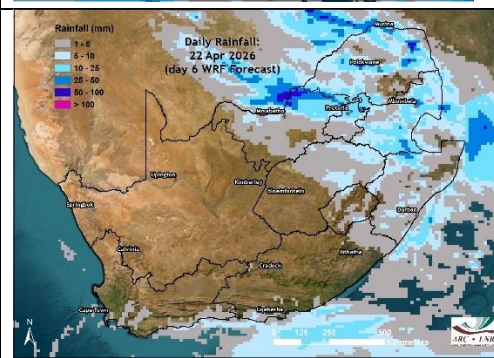 Rainfall (mm)
1 - 5
5 - 10
10 - 25
25 - 50
50 - 100
> 100
Daily Rainfall:
22 Apr 2026
(day 6 WRF Forecast)
Musina
Polokwane
Mmabatho
Pretoria
Mbombela
Upington
Kimberley
Bloemfontein
Springbok
Durban
Calvinia
Mthatha
Cradock
Cape Town
Gqeberha
N
0 125 250 500
Kilometers
ARC • LNR